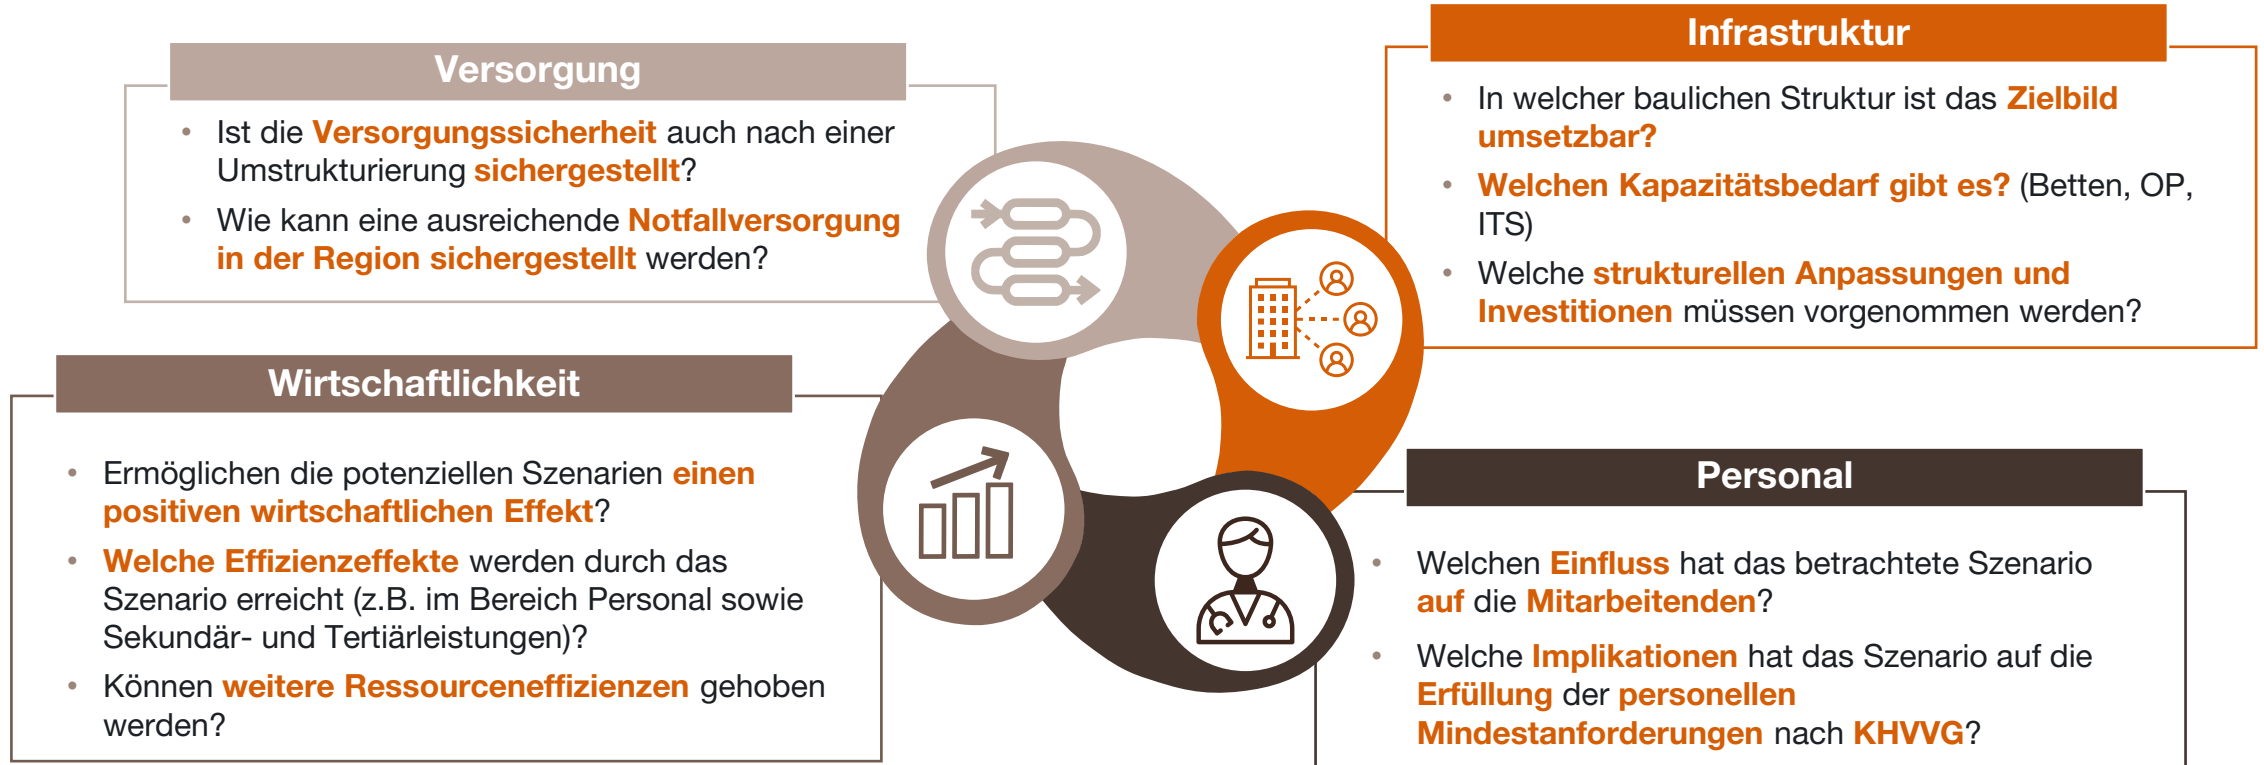 Versorgung
• Ist die Versorgungssicherheit auch nach einer
Umstrukturierung sichergestellt?
• Wie kann eine ausreichende Notfallversorgung
in der Region sichergestellt werden?
Infrastruktur
• In welcher baulichen Struktur ist das Zielbild
umsetzbar?
• Welchen Kapazitätsbedarf gibt es? (Betten, OP,
ITS)
• Welche strukturellen Anpassungen und
Investitionen müssen vorgenommen werden?
Wirtschaftlichkeit
• Ermöglichen die potenziellen Szenarien einen
positiven wirtschaftlichen Effekt?
• Welche Effizienzeffekte werden durch das
Szenario erreicht (z.B. im Bereich Personal sowie
Sekundär- und Tertiärleistungen)?
• Können weitere Ressourceneffizienzen gehoben
werden?
Personal
• Welchen Einfluss hat das betrachtete Szenario
auf die Mitarbeitenden?
• Welche Implikationen hat das Szenario auf die
Erfüllung der personellen
Mindestanforderungen nach KHVVG?